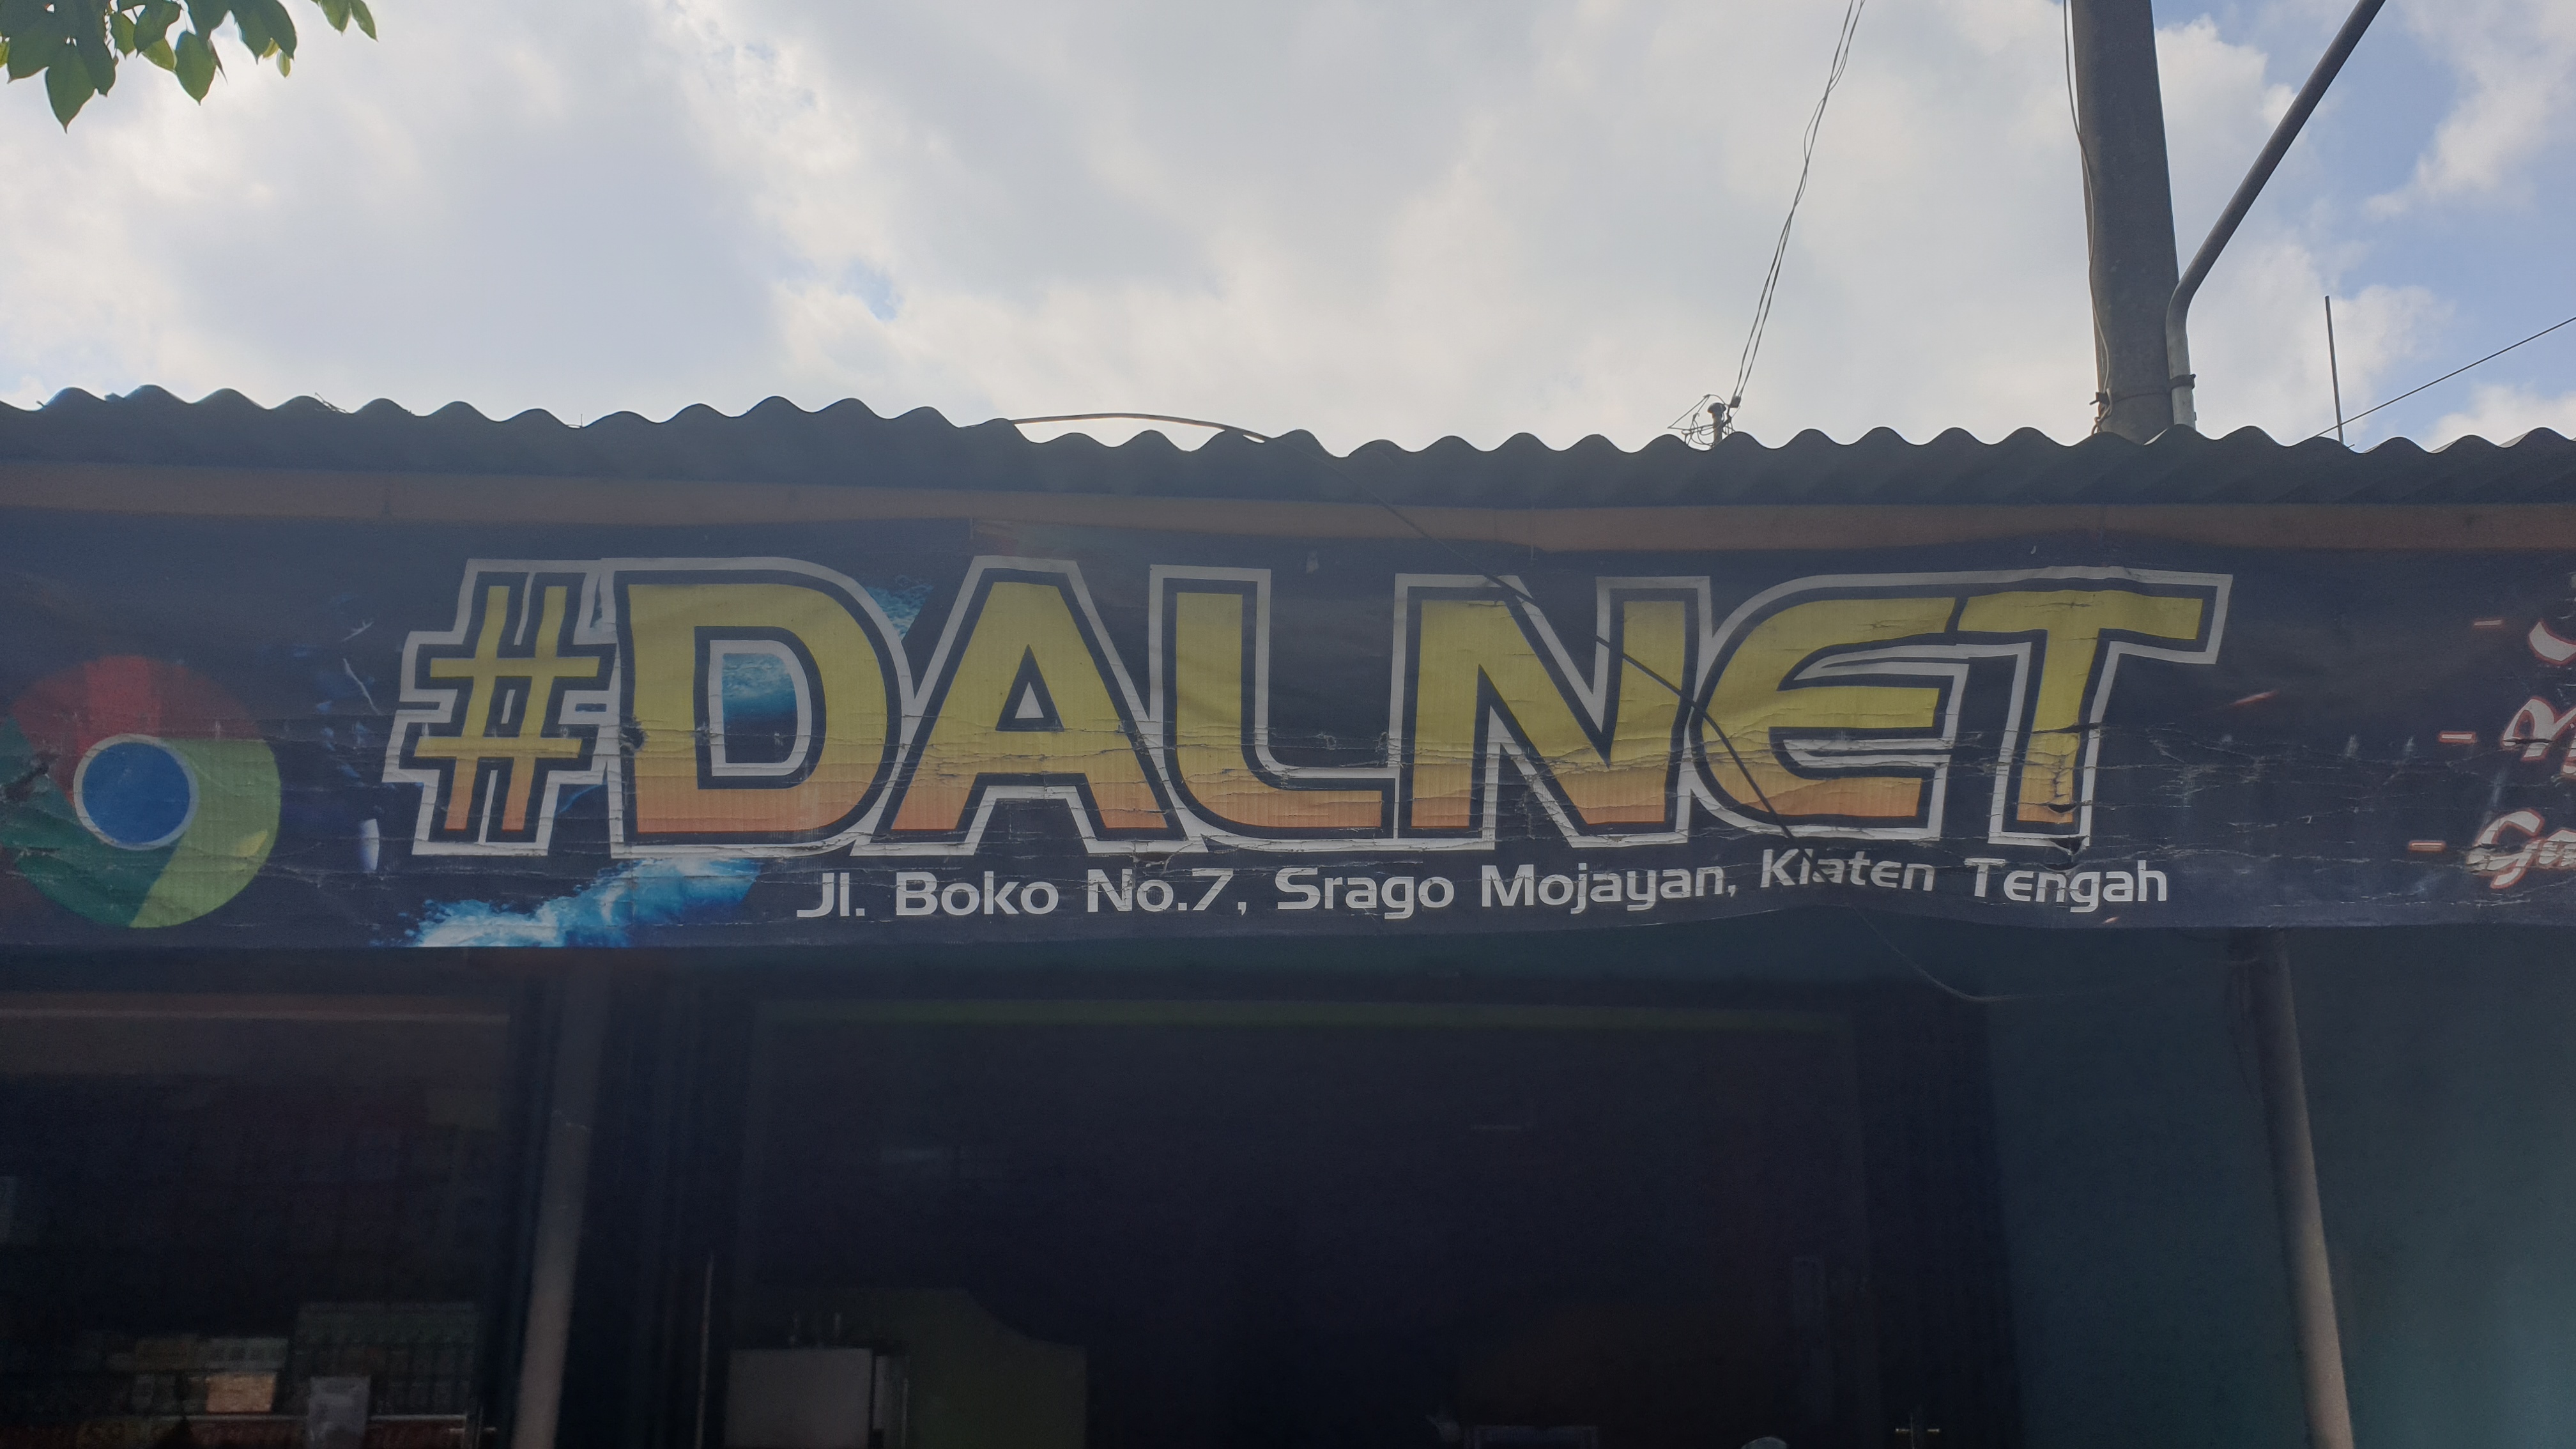 #DALNET
Jl. Boko No.7, Srago Mojayan, Klaten Tengah